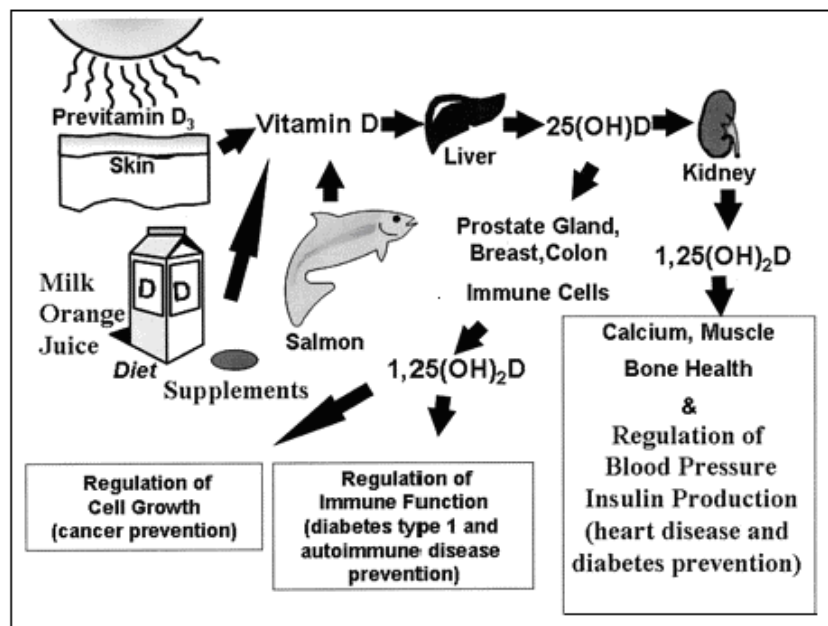 Previtamin D₃
Skin
Vitamin D
Liver
25(OH)D
Kidney
Milk
Orange
Juice
D D
Diet
Supplements
Salmon
Prostate Gland,
Breast,Colon
Immune Cells
1,25(OH)₂D
1,25(OH)₂D
Regulation of
Cell Growth
(cancer prevention)
Regulation of
Immune Function
(diabetes type 1 and
autoimmune disease
prevention)
Calcium, Muscle
Bone Health
&
Regulation of
Blood Pressure
Insulin Production
(heart disease and
diabetes prevention)